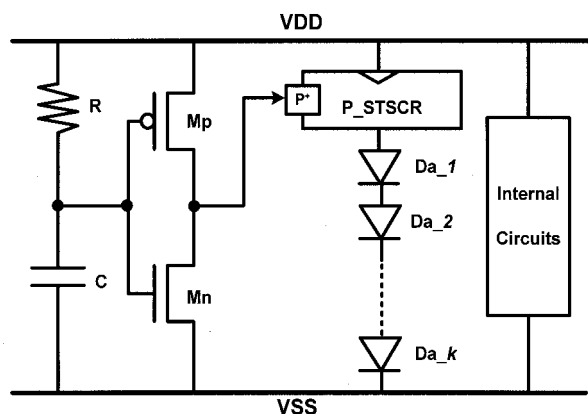 VDD
R
Mp
P⁺
P_STSCR
Da_1
Da_2
Internal
Circuits
C
Mn
Da_k
VSS